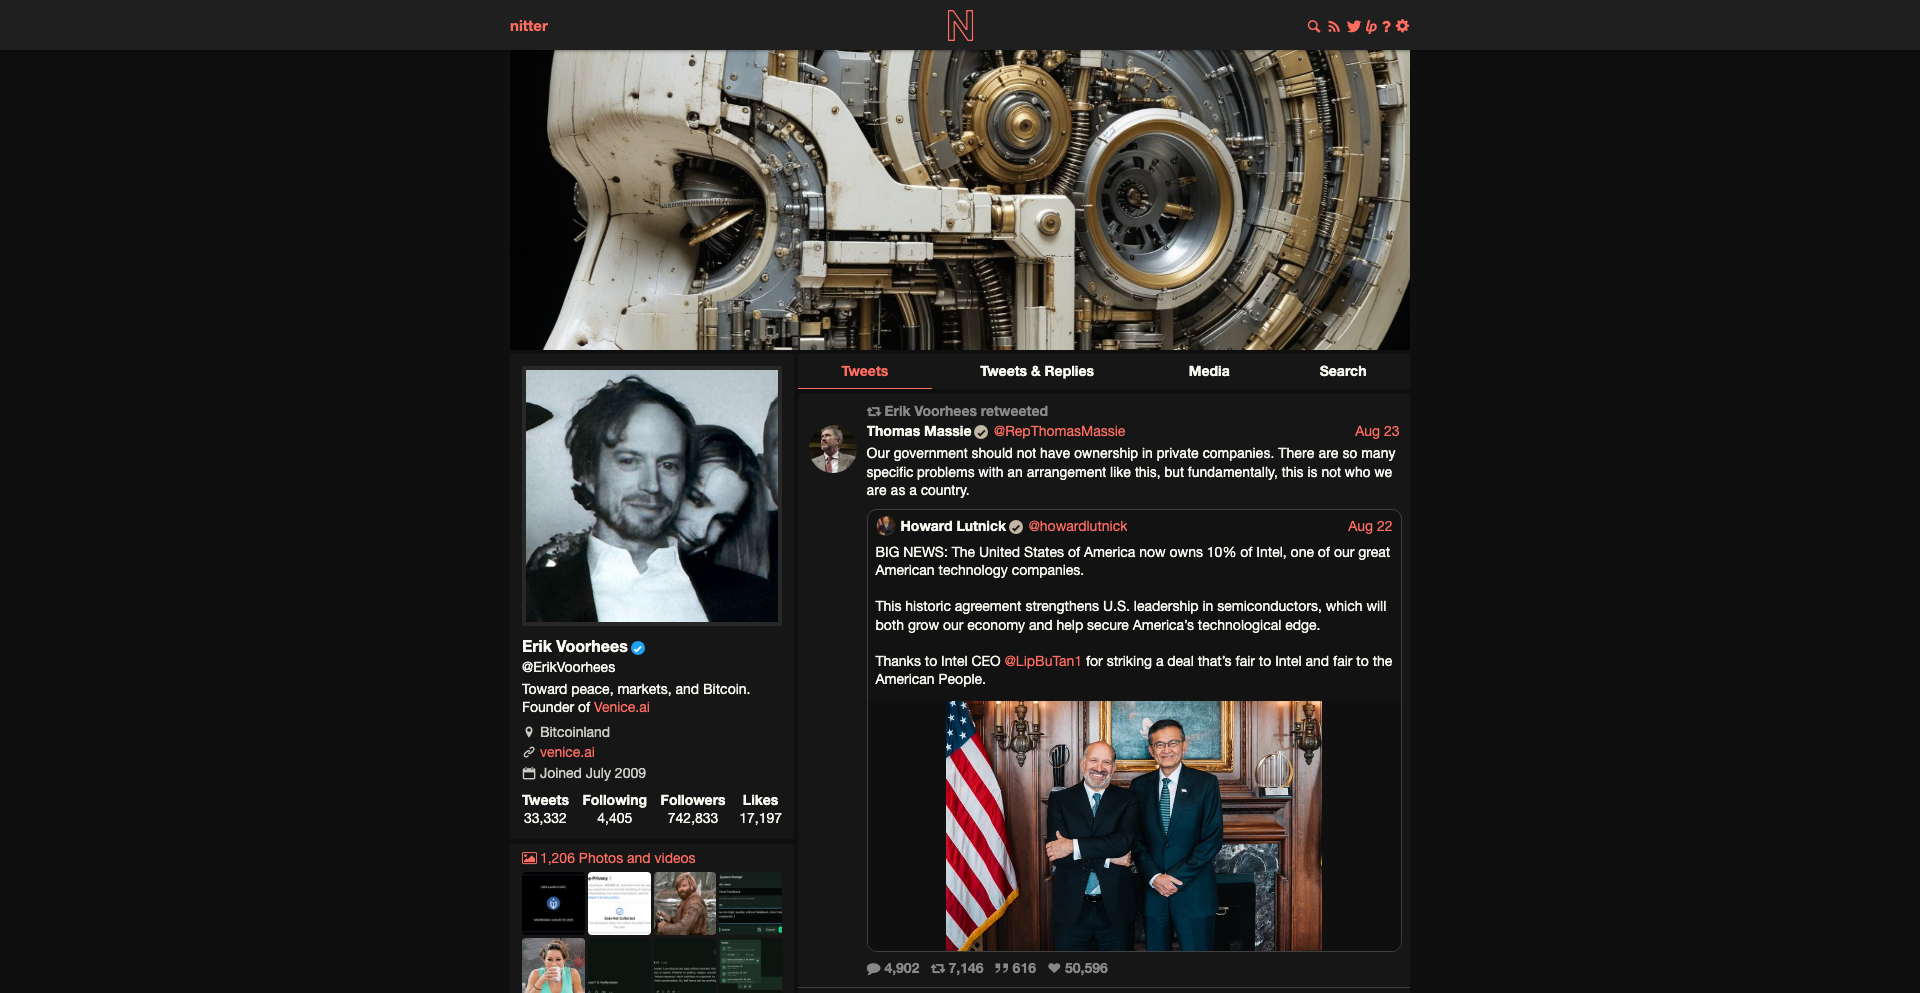 nitter
N
?
Tweets
Tweets & Replies
Media
Search
Erik Voorhees
@ErikVoorhees
Toward peace, markets, and Bitcoin.
Founder of Venice.ai
Bitcoinland
venice.ai
Joined July 2009
Tweets Following Followers Likes
33,332 4,405 742,833 17,197
1,206 Photos and videos
Erik Voorhees retweeted
Thomas Massie @RepThomasMassie Aug 23
Our government should not have ownership in private companies. There are so many
specific problems with an arrangement like this, but fundamentally, this is not who we
are as a country.
Howard Lutnick @howardlutnick Aug 22
BIG NEWS: The United States of America now owns 10% of Intel, one of our great
American technology companies.
This historic agreement strengthens U.S. leadership in semiconductors, which will
both grow our economy and help secure America’s technological edge.
Thanks to Intel CEO @LipBuTan1 for striking a deal that’s fair to Intel and fair to the
American People.
4,902 7,146 616 50,596